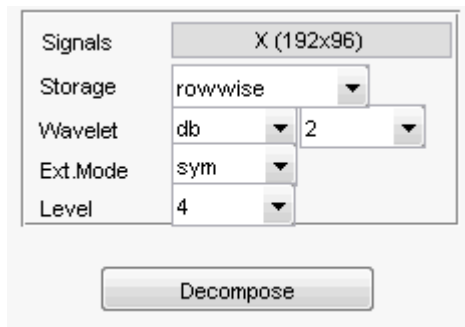 Signals X (192x96)
Storage rowwise
Wavelet db 2
Ext.Mode sym
Level 4
Decompose